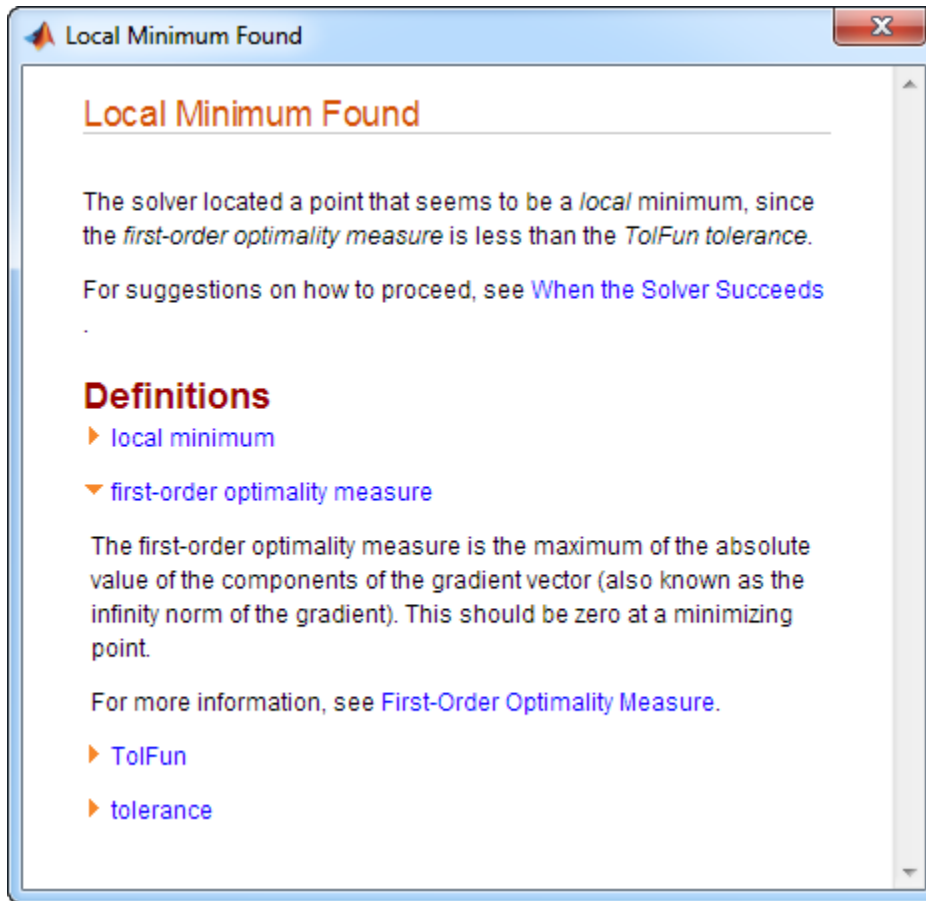 Local Minimum Found
Local Minimum Found
The solver located a point that seems to be a local minimum, since
the first-order optimality measure is less than the TolFun tolerance.
For suggestions on how to proceed, see When the Solver Succeeds
.
Definitions
local minimum
first-order optimality measure
The first-order optimality measure is the maximum of the absolute
value of the components of the gradient vector (also known as the
infinity norm of the gradient). This should be zero at a minimizing
point.
For more information, see First-Order Optimality Measure.
TolFun
tolerance